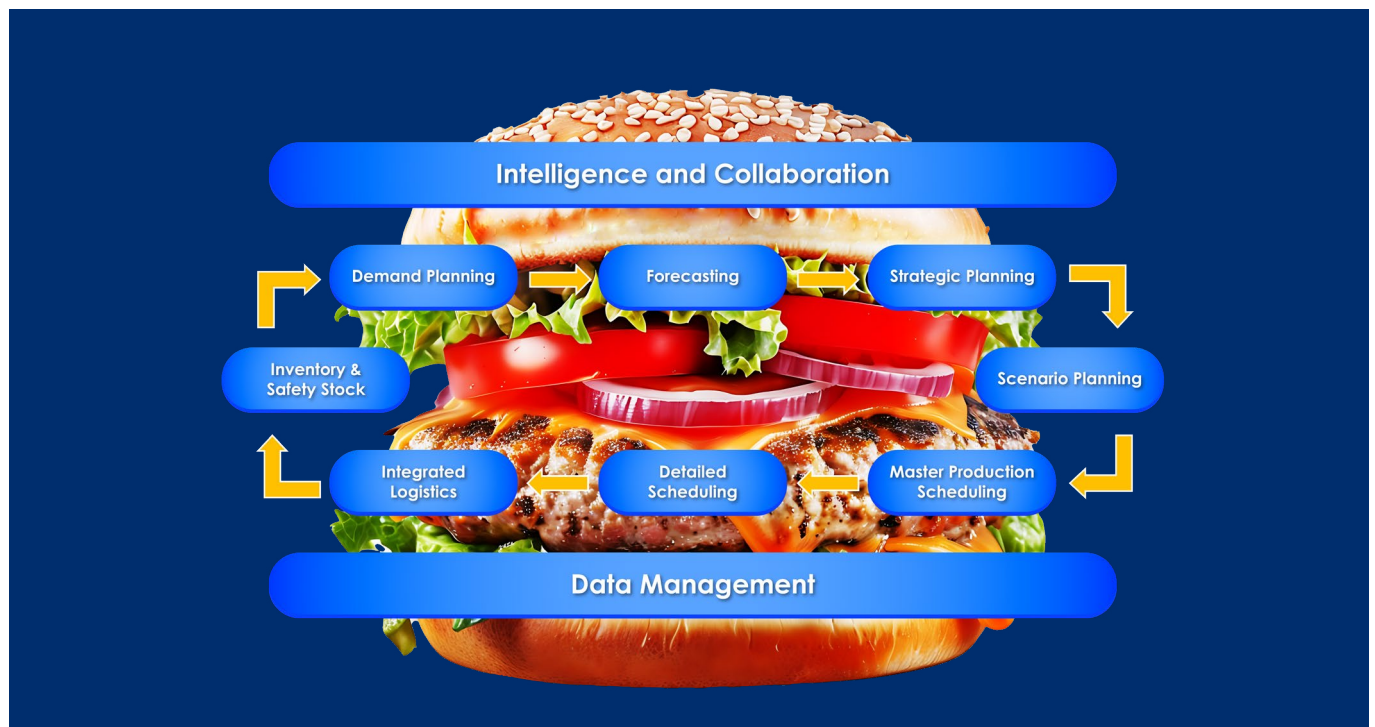 Intelligence and Collaboration
Demand Planning
Forecasting
Strategic Planning
Inventory &
Safety Stock
Scenario Planning
Integrated
Logistics
Detailed
Scheduling
Master Production
Scheduling
Data Management